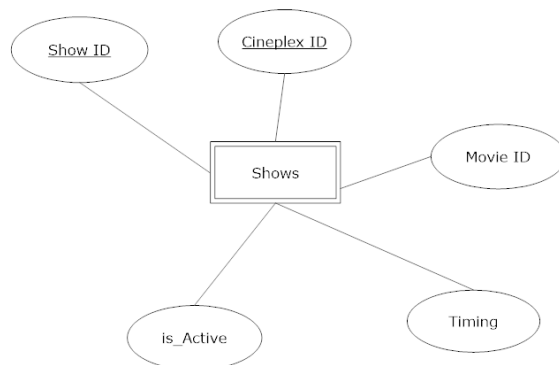 Show ID
Cineplex ID
Movie ID
Shows
is_Active
Timing